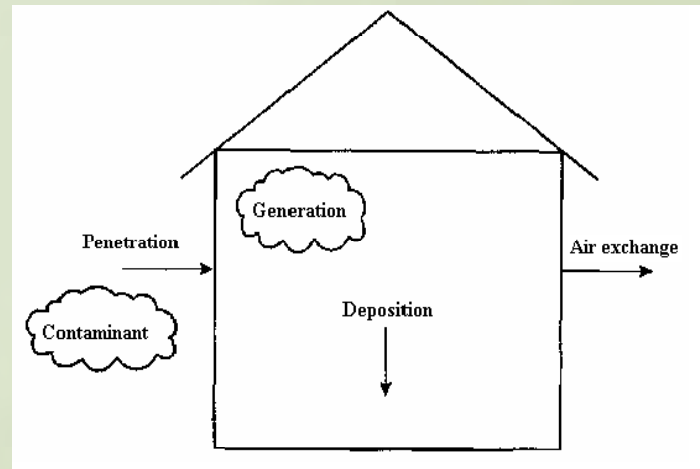 Generation
Penetration
Air exchange
Contaminant
Deposition